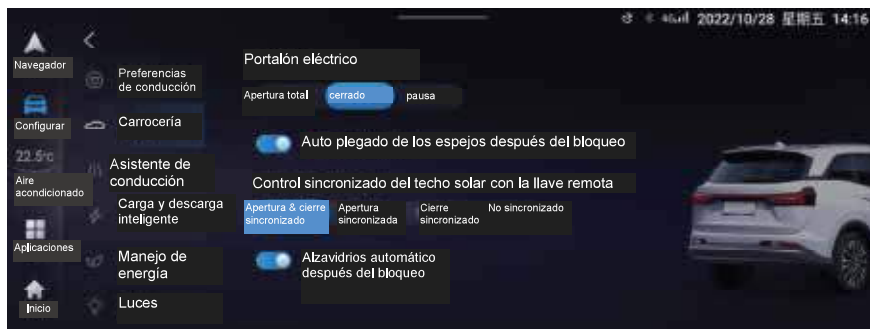 4G 2022/10/28 星期五 14:16
Navegador
Configurar
22.5°c
Aire
acondicionado
Aplicaciones
Inicio
Preferencias
de conducción
Carrocería
Asistente de
conducción
Carga y descarga
inteligente
Manejo de
energía
Luces
Portalón eléctrico
Apertura total cerrado pausa
Auto plegado de los espejos después del bloqueo
Control sincronizado del techo solar con la llave remota
Apertura & cierre
sincronizado
Apertura
sincronizada
Cierre
sincronizado
No sincronizado
Alzavidrios automático
después del bloqueo